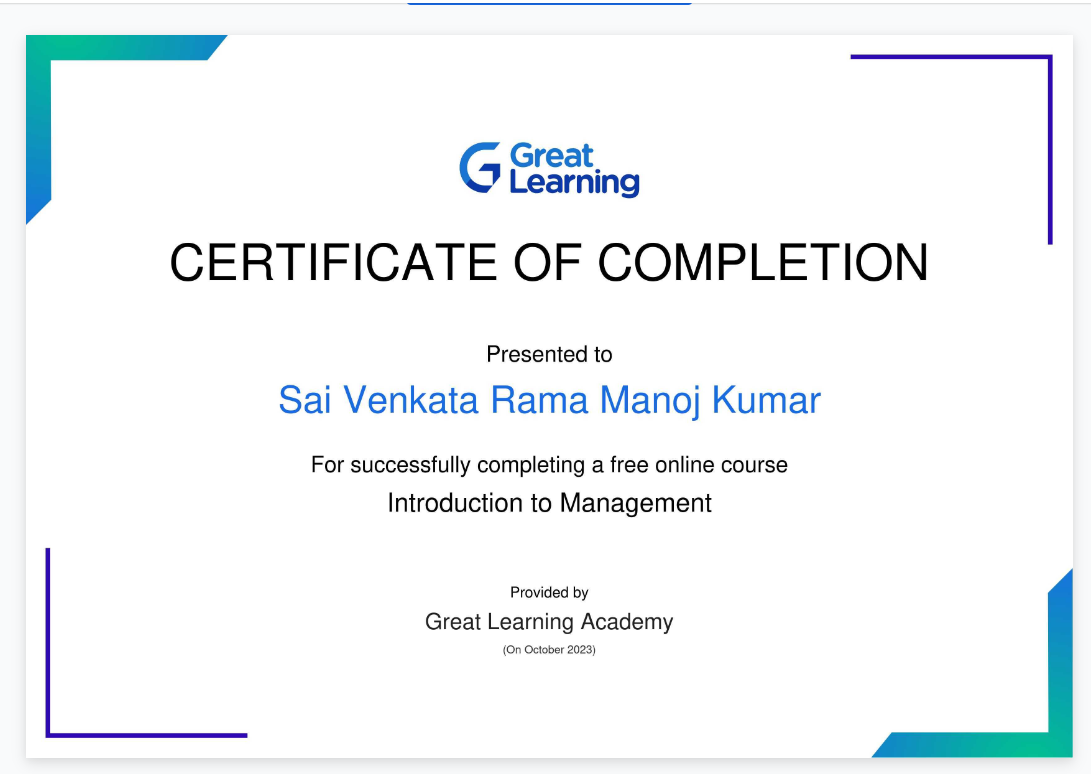 Great
Learning
CERTIFICATE OF COMPLETION
Presented to
Sai Venkata Rama Manoj Kumar
For successfully completing a free online course
Introduction to Management
Provided by
Great Learning Academy
(On October 2023)